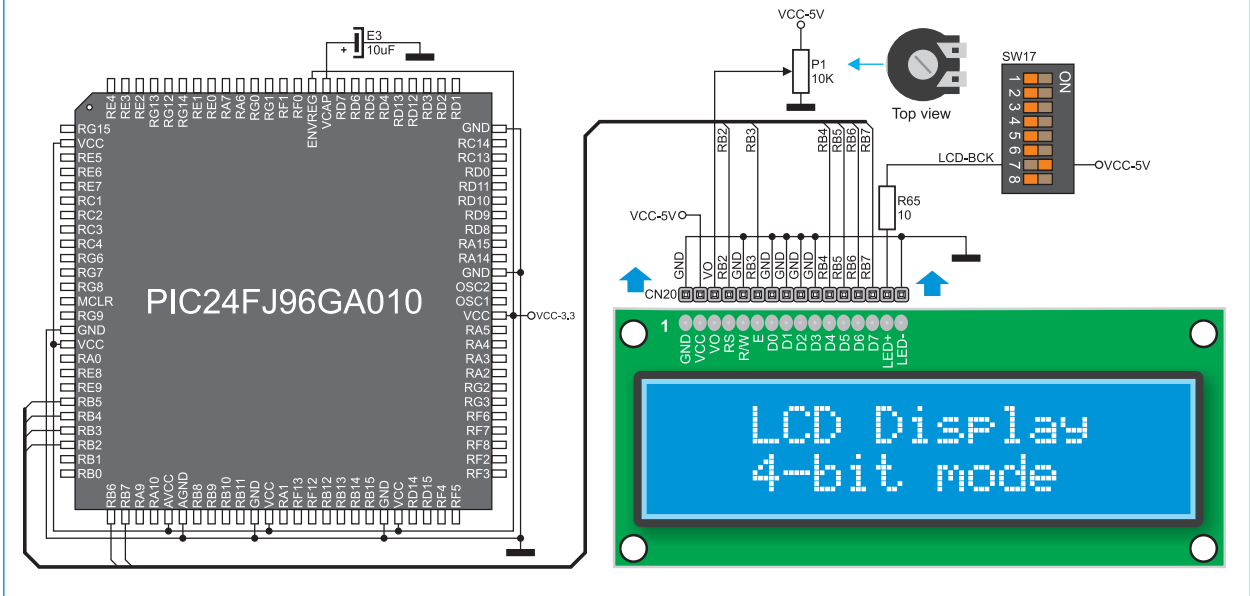 E3
10uF
+
RE4
RE3
RE2
RG13
RG12
RG14
RE1
RE0
RA7
RA6
RG0
RG1
RF1
RF0
ENVREG
VCAP
RD7
RD6
RD5
RD4
RD13
RD12
RD3
RD2
RD1
RG15
VCC
RE5
RE6
RE7
RC1
RC2
RC3
RC4
RG6
RG7
RG8
MCLR
RG9
GND
VCC
RA0
RE8
RE9
RB5
RB4
RB3
RB2
RB1
RB0
PIC24FJ96GA010
GND
RC14
RC13
RD0
RD11
RD10
RD9
RD8
RA15
RA14
GND
OSC2
OSC1
VCC
RA5
RA4
RA3
RA2
RG2
RG3
RF6
RF7
RF8
RF2
RF3
VCC-3.3
RB6
RB7
RA9
RA10
AVCC
AGND
RB8
RB9
RB10
RB11
GND
VCC
RA1
RF13
RF12
RB12
RB13
RB14
RB15
GND
VCC
RD14
RD15
RF4
RF5
VCC-5V
P1
10K
Top view
SW17
ON
1
2
3
4
5
6
7
8
VCC-5V
LCD-BCK
R65
10
RB2
RB3
RB4
RB5
RB6
RB7
VCC-5V
GND
VO
RB2
GND
RB3
GND
GND
GND
GND
RB4
RB5
RB6
RB7
CN20
1
GND
VCC
VO
RS
R/W
E
D0
D1
D2
D3
D4
D5
D6
D7
LED+
LED-
LCD Display
4-bit mode